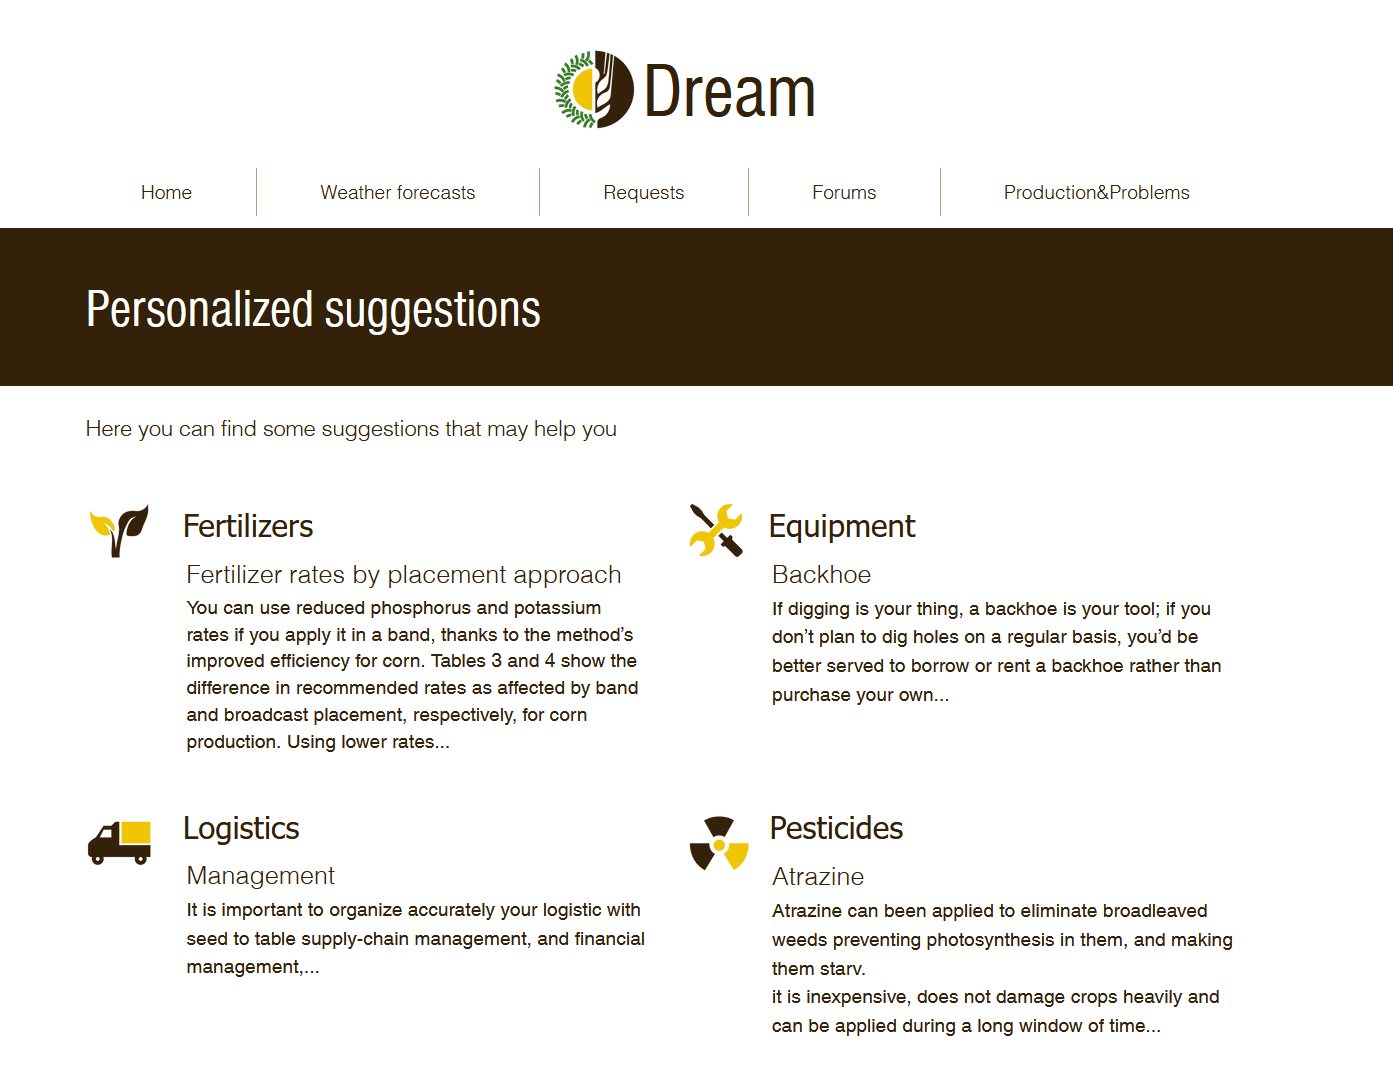 Dream
Home
Weather forecasts
Requests
Forums
Production&Problems
Personalized suggestions
Here you can find some suggestions that may help you
Fertilizers
Fertilizer rates by placement approach
You can use reduced phosphorus and potassium
rates if you apply it in a band, thanks to the method’s
improved efficiency for corn. Tables 3 and 4 show the
difference in recommended rates as affected by band
and broadcast placement, respectively, for corn
production. Using lower rates...
Equipment
Backhoe
If digging is your thing, a backhoe is your tool; if you
don’t plan to dig holes on a regular basis, you’d be
better served to borrow or rent a backhoe rather than
purchase your own...
Logistics
Management
It is important to organize accurately your logistic with
seed to table supply-chain management, and financial
management,...
Pesticides
Atrazine
Atrazine can been applied to eliminate broadleaved
weeds preventing photosynthesis in them, and making
them starv.
it is inexpensive, does not damage crops heavily and
can be applied during a long window of time...